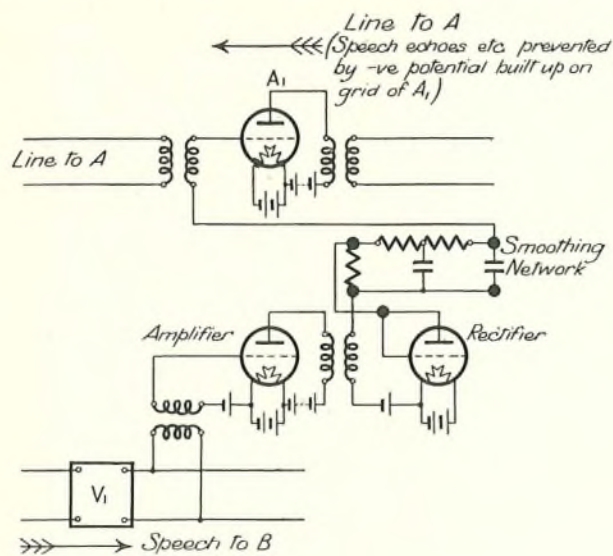 Line to A
(Speech echoes etc. prevented
by -ve potential built up on
grid of A₁)
A₁
Line to A
Smoothing
Network
Amplifier
Rectifier
V₁
Speech to B